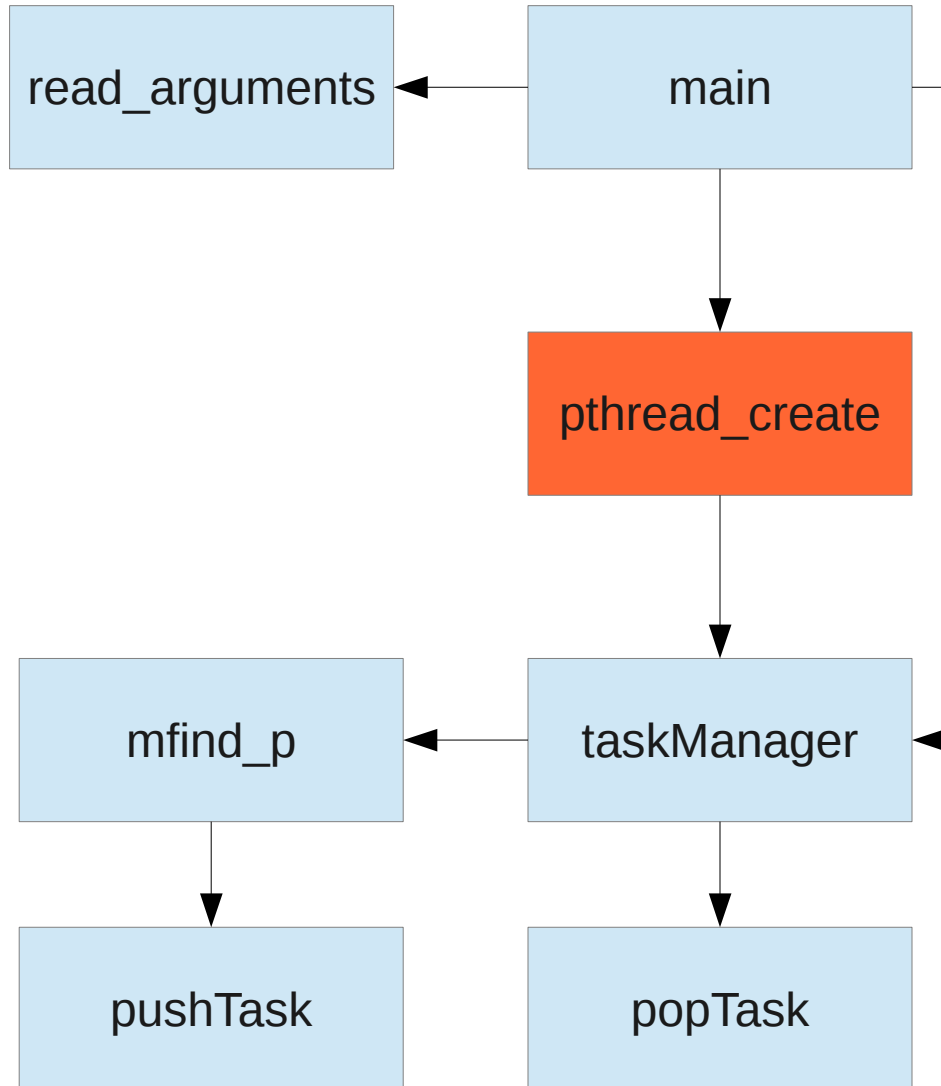 read_arguments
main
pthread_create
mfind_p
taskManager
pushTask
popTask